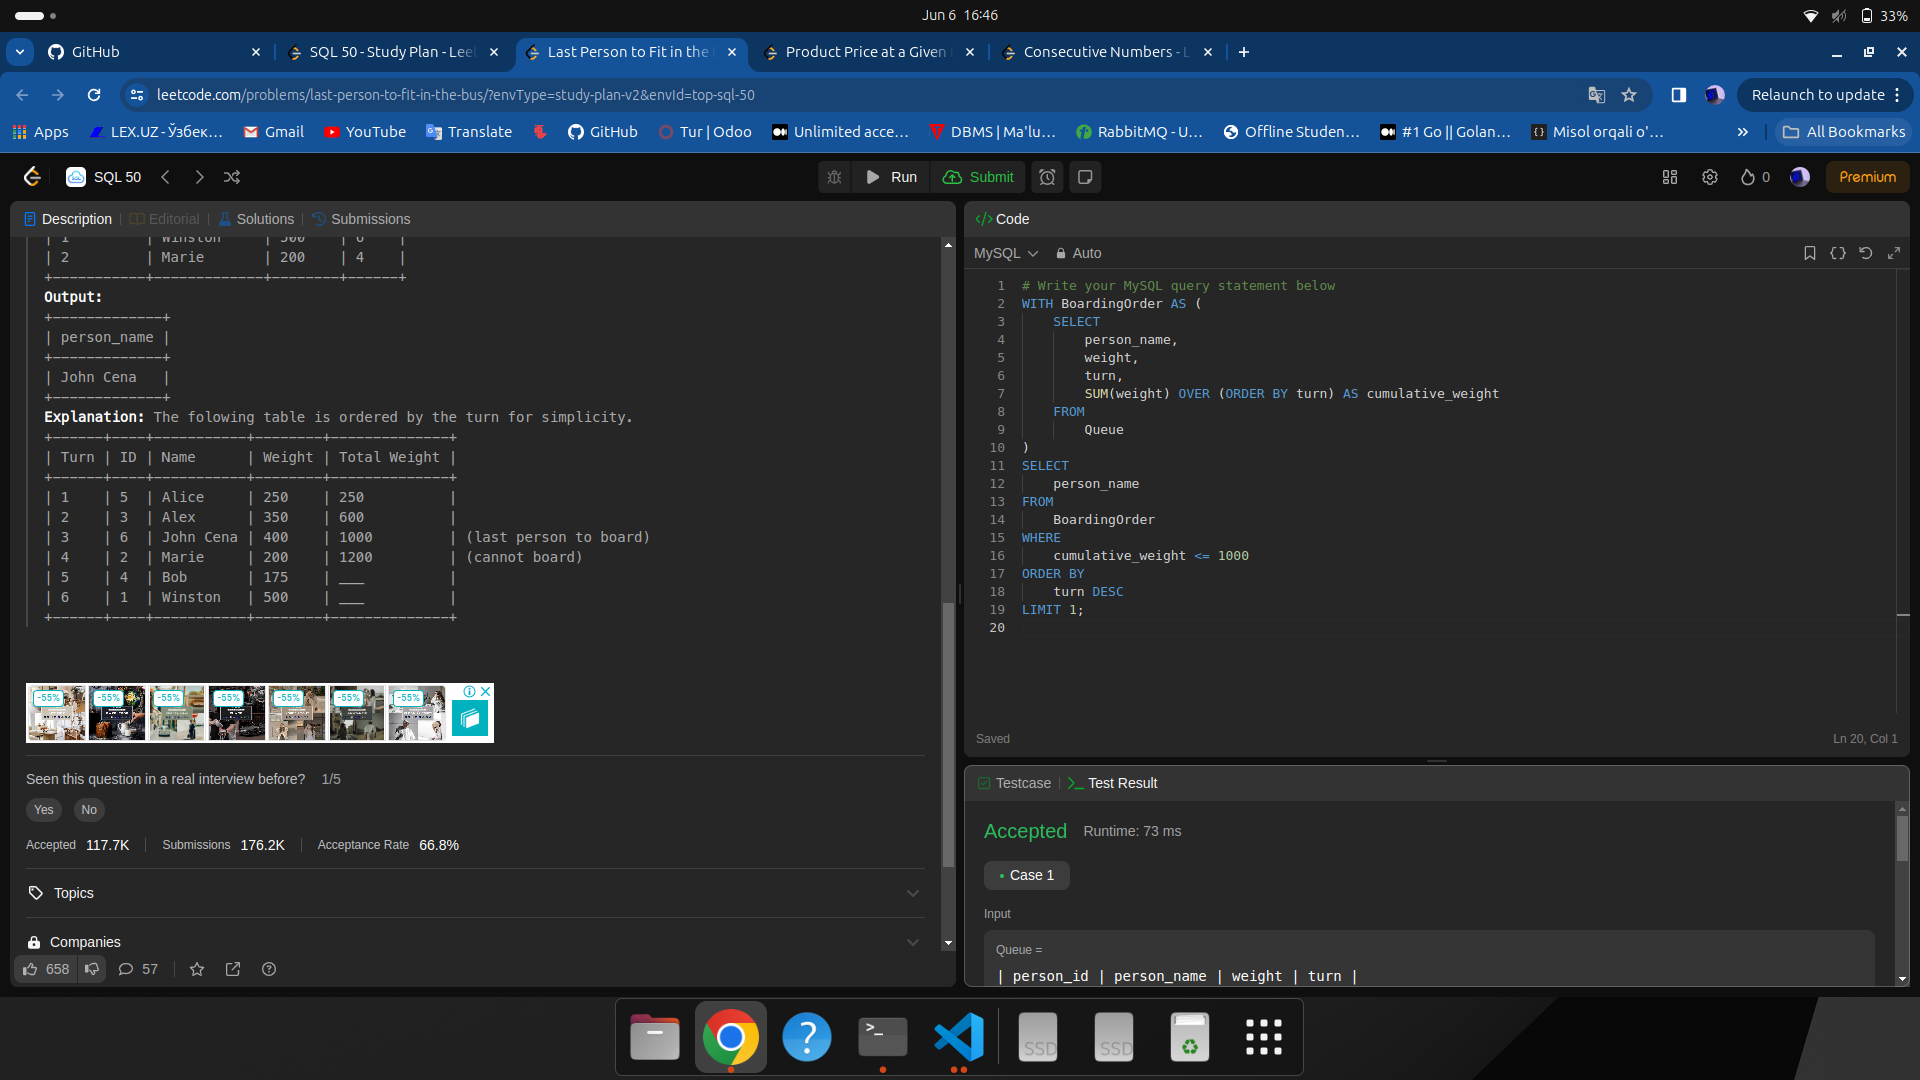 Jun 6 16:46
33%
GitHub
SQL 50 - Study Plan - Lee
Last Person to Fit in the
Product Price at a Given
Consecutive Numbers - L
leetcode.com/problems/last-person-to-fit-in-the-bus/?envType=study-plan-v2&envId=top-sql-50
Relaunch to update
Apps
LEX.UZ - Ўзбек...
Gmail
YouTube
Translate
GitHub
Tur | Odoo
Unlimited acce...
DBMS | Ma'lu...
RabbitMQ - U...
Offline Studen...
#1 Go || Golan...
Misol orqali o'...
All Bookmarks
SQL 50
Run
Submit
0
Premium
Description
Editorial
Solutions
Submissions
| 1         | Winston     | 500    | 6    |
| 2         | Marie       | 200    | 4    |
+-----------+-------------+--------+------+
Output:
+-------------+
| person_name |
+-------------+
| John Cena   |
+-------------+
Explanation: The folowing table is ordered by the turn for simplicity.
+------+----+-----------+--------+--------------+
| Turn | ID | Name      | Weight | Total Weight |
+------+----+-----------+--------+--------------+
| 1    | 5  | Alice     | 250    | 250          |
| 2    | 3  | Alex      | 350    | 600          |
| 3    | 6  | John Cena | 400    | 1000         | (last person to board)
| 4    | 2  | Marie     | 200    | 1200         | (cannot board)
| 5    | 4  | Bob       | 175    | ___          |
| 6    | 1  | Winston   | 500    | ___          |
+------+----+-----------+--------+--------------+
-55% -55% -55% -55% -55% -55% -55%
Seen this question in a real interview before? 1/5
Yes
No
Accepted 117.7K
Submissions 176.2K
Acceptance Rate 66.8%
Topics
Companies
658
57
Code
MySQL
Auto
1 # Write your MySQL query statement below
2 WITH BoardingOrder AS (
3     SELECT
4         person_name,
5         weight,
6         turn,
7         SUM(weight) OVER (ORDER BY turn) AS cumulative_weight
8     FROM
9         Queue
10 )
11 SELECT
12     person_name
13 FROM
14     BoardingOrder
15 WHERE
16     cumulative_weight <= 1000
17 ORDER BY
18     turn DESC
19 LIMIT 1;
20
Saved
Ln 20, Col 1
Testcase
Test Result
Accepted
Runtime: 73 ms
Case 1
Input
Queue =
| person_id | person_name | weight | turn |
SSD
SSD